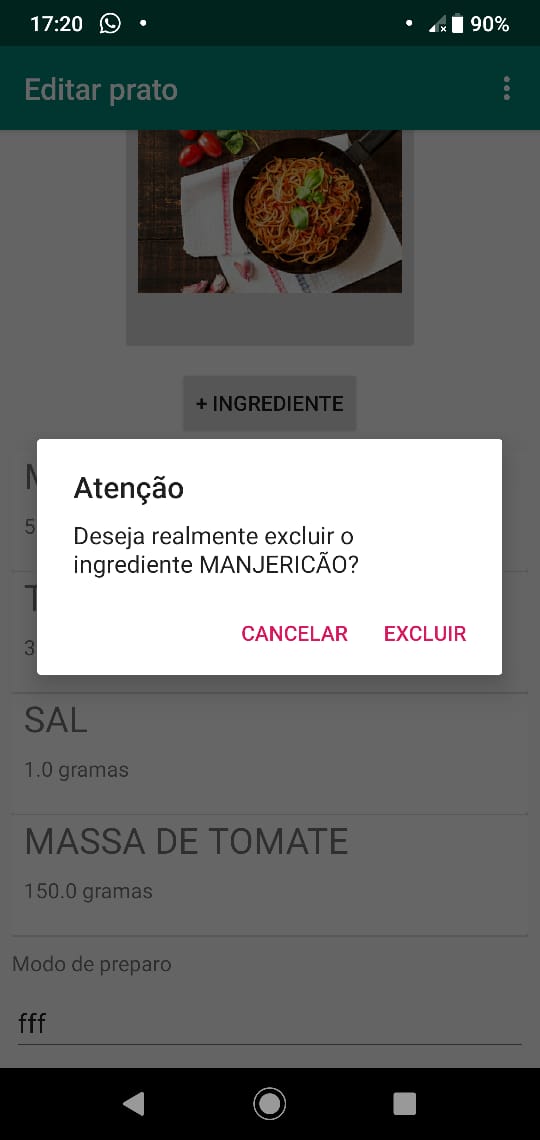 17:20
90%
Editar prato
+ INGREDIENTE
M
5
Atenção
Deseja realmente excluir o
ingrediente MANJERICÃO?
T
3
CANCELAR EXCLUIR
SAL
1.0 gramas
MASSA DE TOMATE
150.0 gramas
Modo de preparo
fff